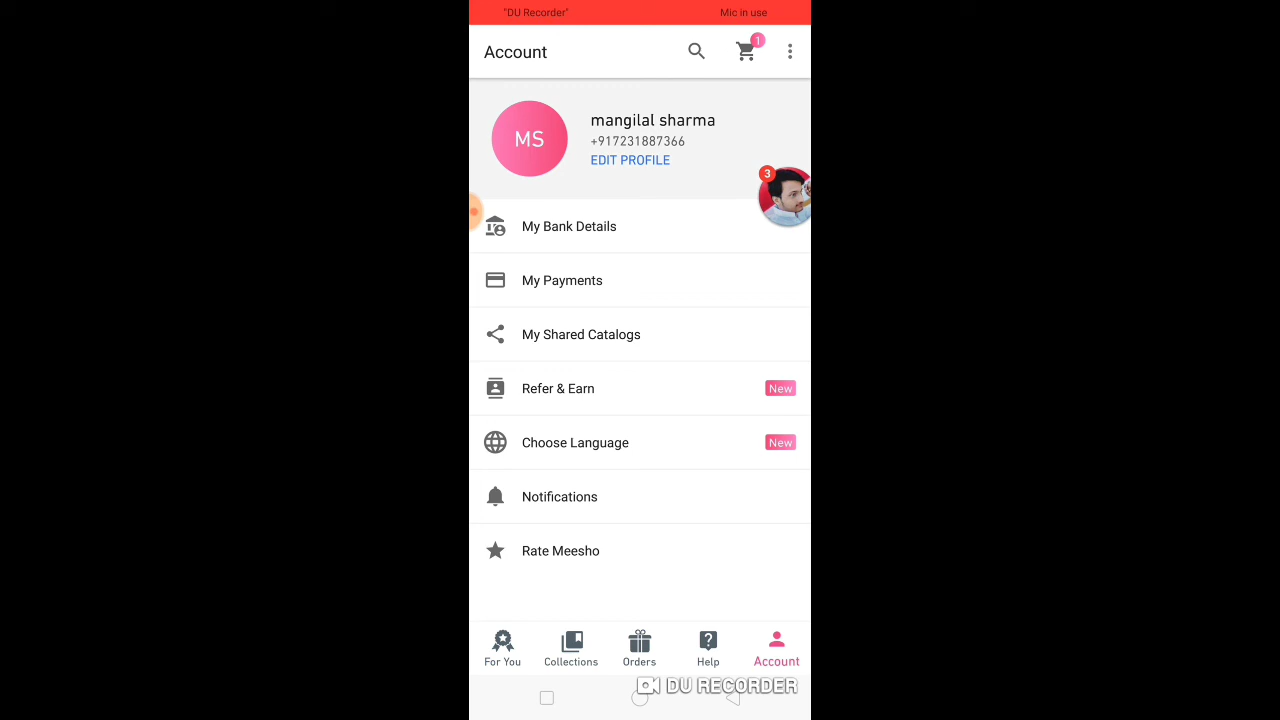 "DU Recorder" Mic in use
Account 1
MS
mangilal sharma
+917231887366
EDIT PROFILE
3
My Bank Details
My Payments
My Shared Catalogs
Refer & Earn New
Choose Language New
Notifications
Rate Meesho
For You Collections Orders Help Account
DU RECORDER